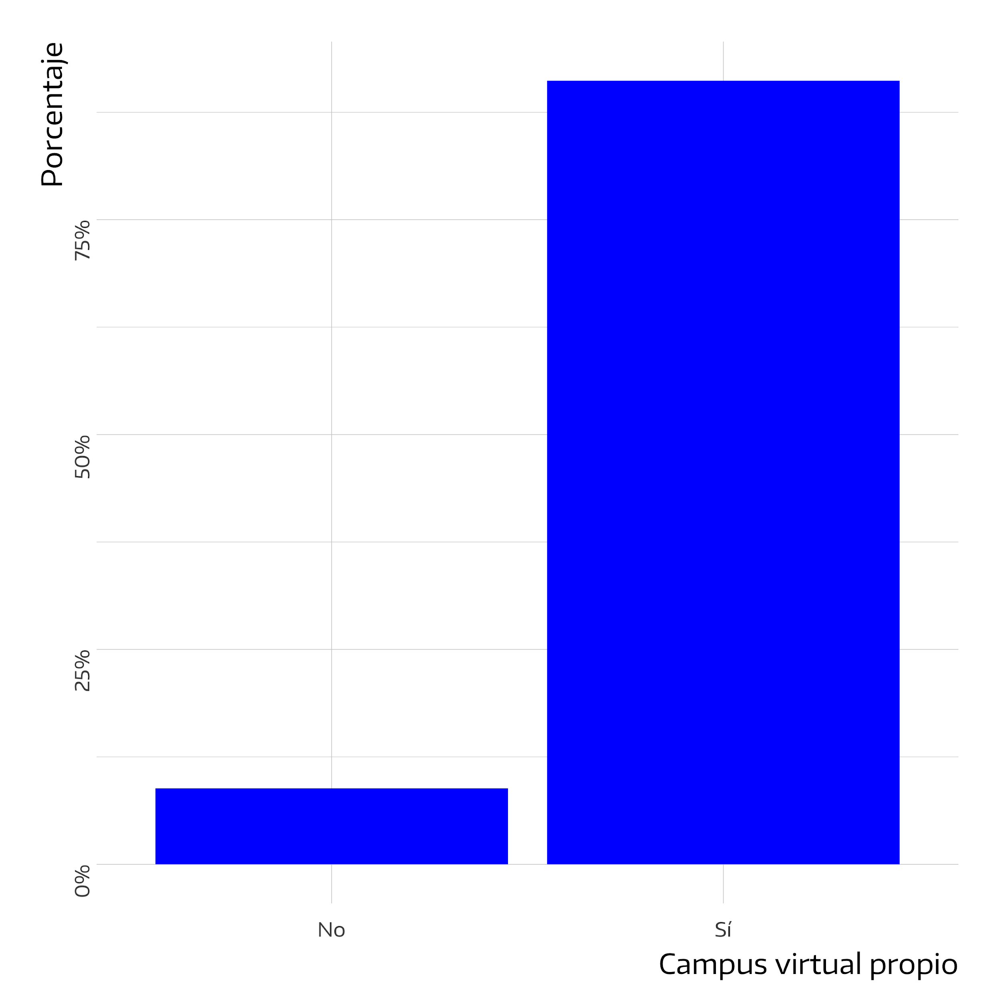 Porcentaje
75%
50%
25%
0%
No
Sí
Campus virtual propio